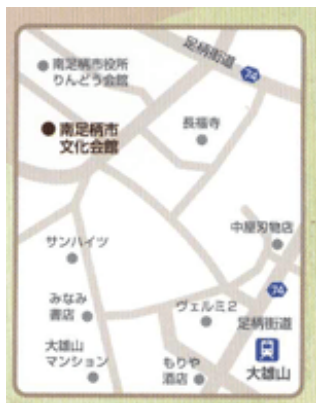 足柄街道
74
南足柄市役所
りんどう会館
長福寺
南足柄市
文化会館
中屋刃物店
サンハイツ
74
みなみ
書店
ヴェルミ2
足柄街道
大雄山
マンション
もりや
酒店
大雄山